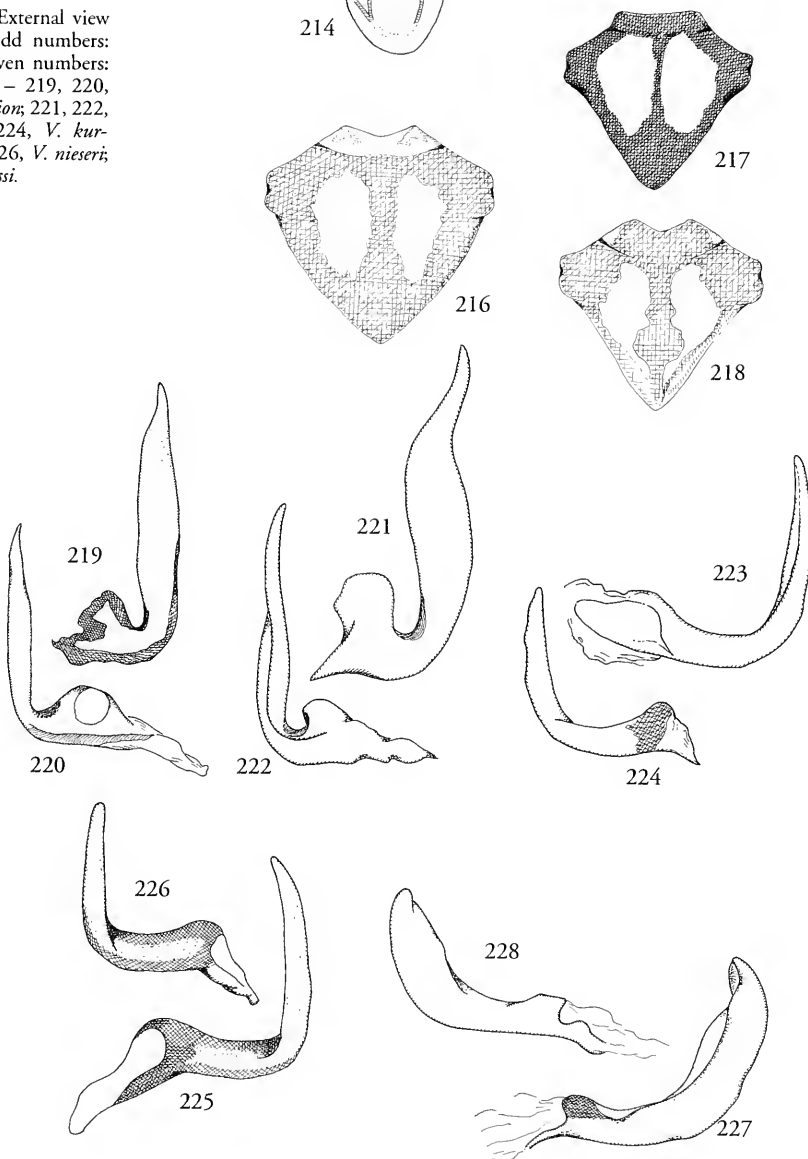 External view
dd numbers:
ven numbers:
– 219, 220,
ion; 221, 222,
224, V. kur-
26, V. nieseri;
ssi.
214
217
216
218
219
221
223
220
222
224
226
228
225
227